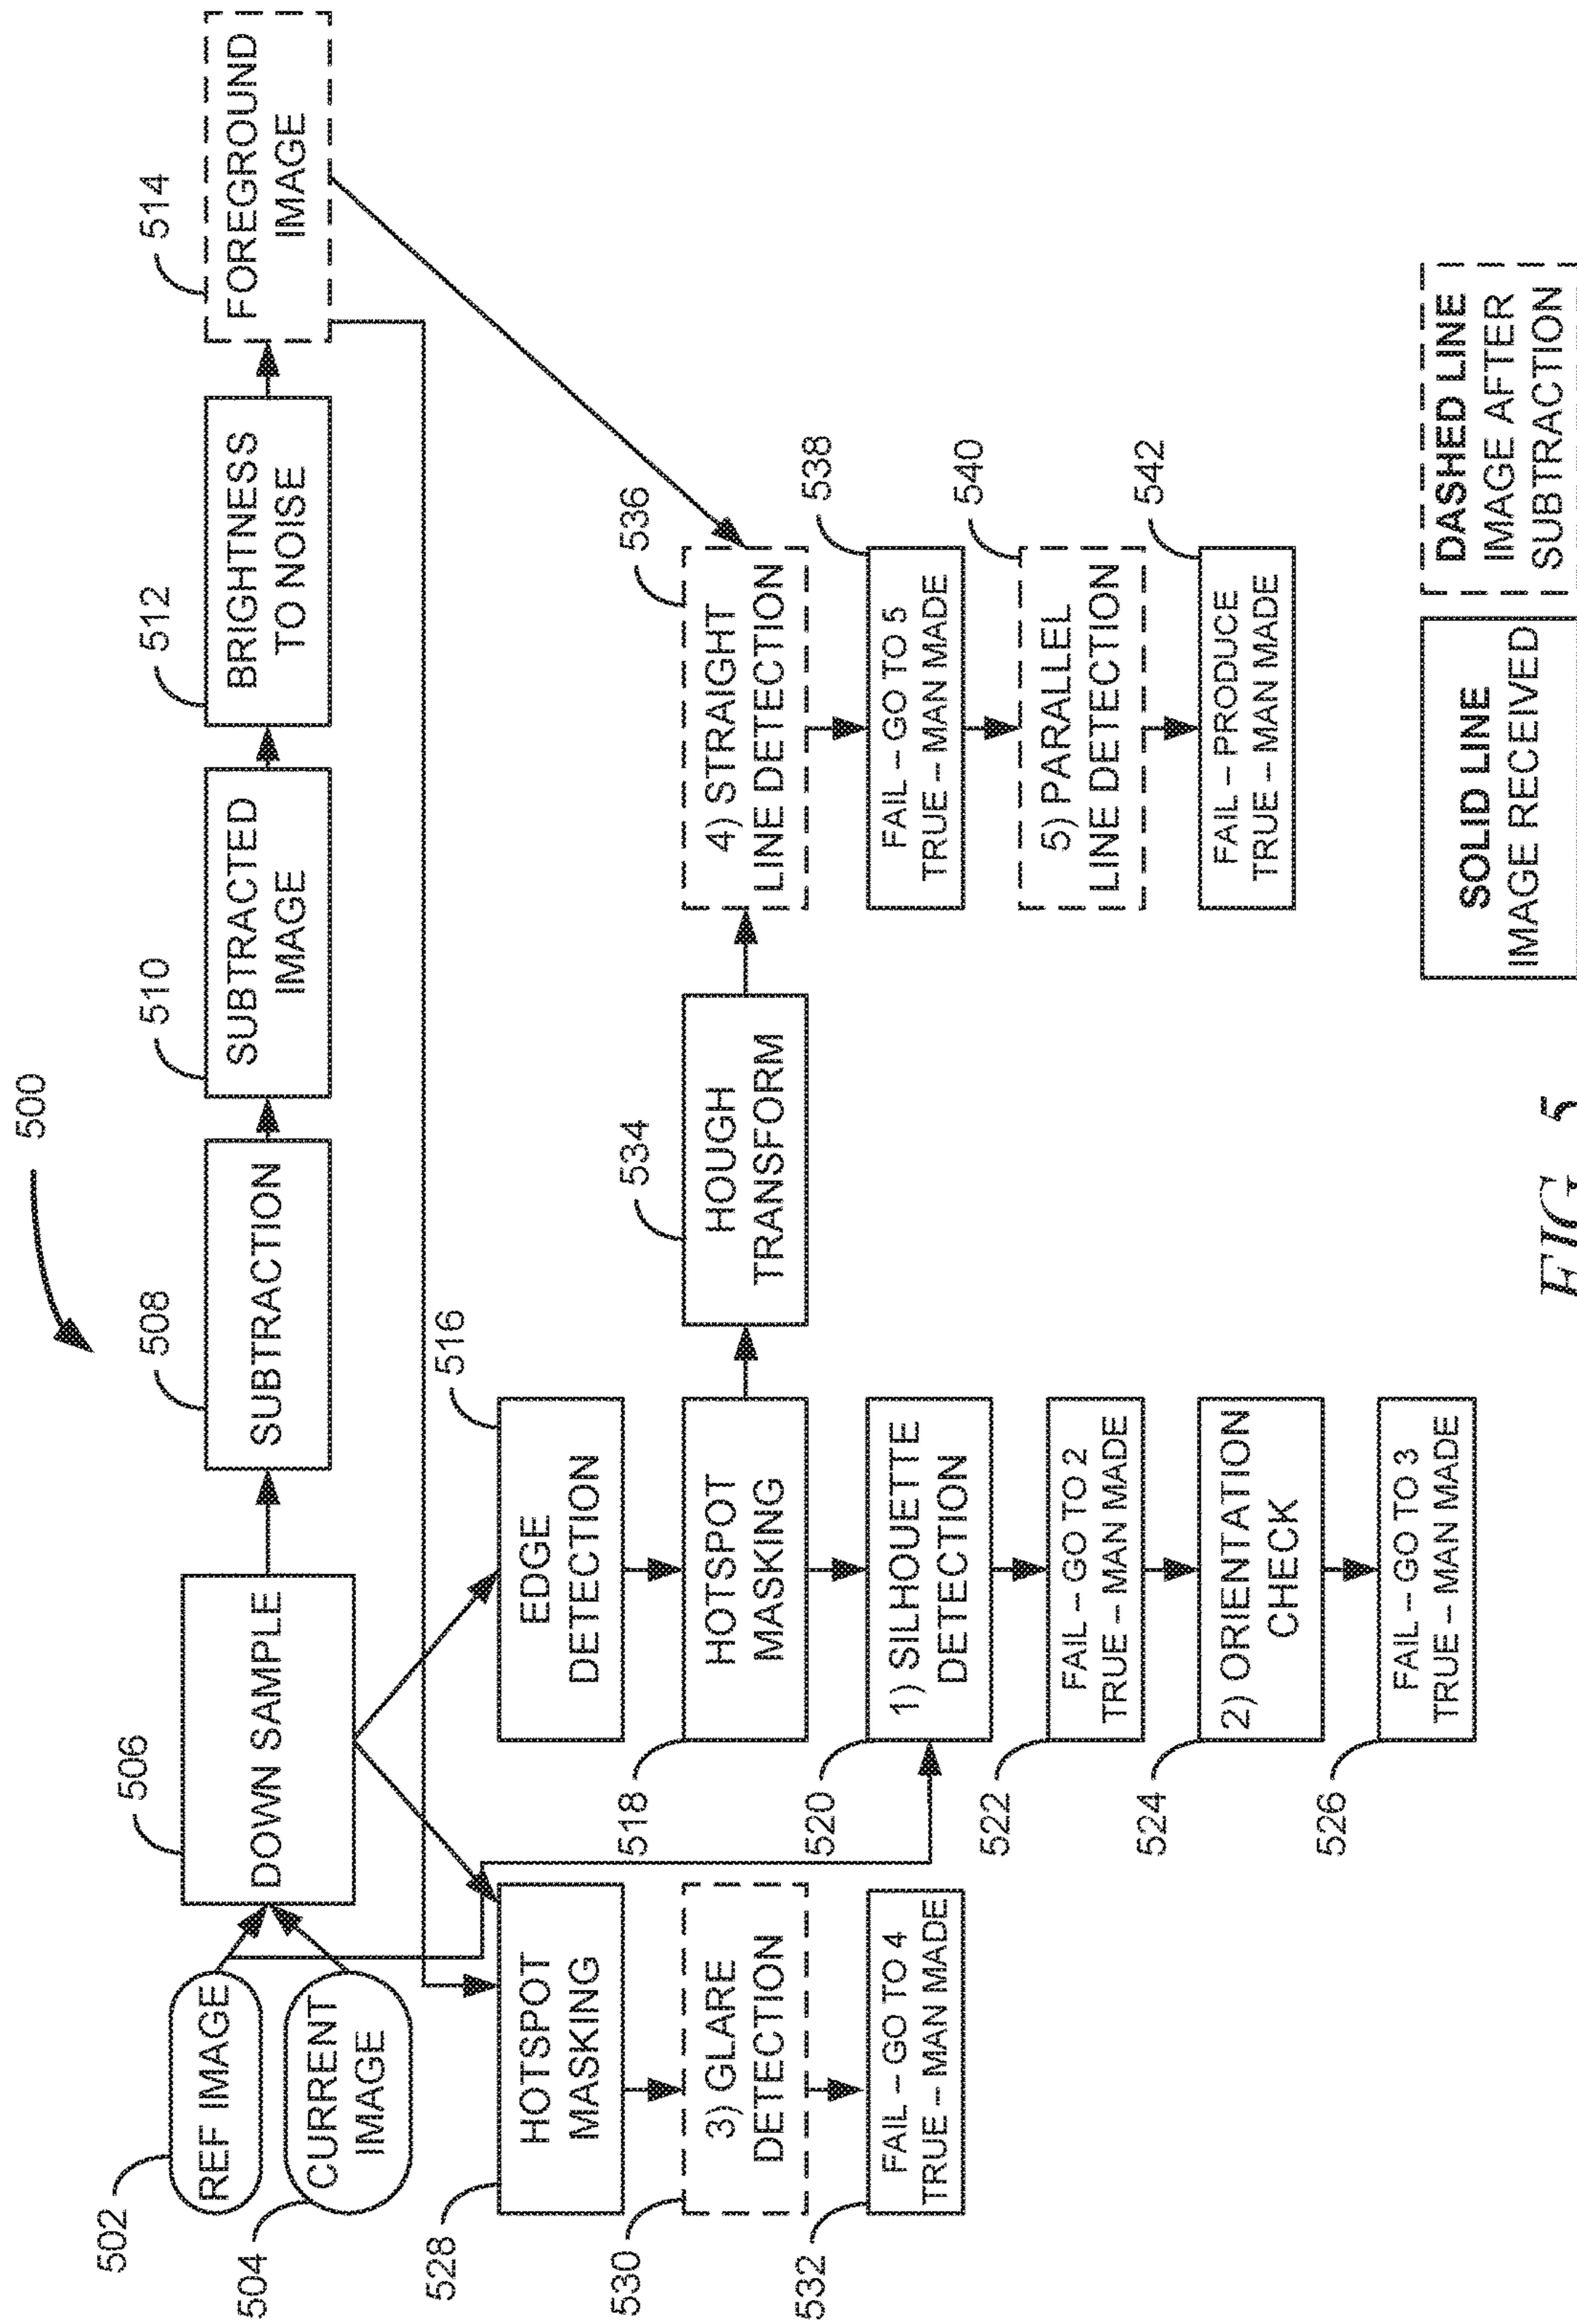 500
502
REF IMAGE
504
CURRENT
IMAGE
506
DOWN SAMPLE
508
SUBTRACTION
510
SUBTRACTED
IMAGE
512
BRIGHTNESS
TO NOISE
514
FOREGROUND
IMAGE
516
EDGE
DETECTION
518
HOTSPOT
MASKING
520
1) SILHOUETTE
DETECTION
522
FAIL – GO TO 2
TRUE – MAN MADE
524
2) ORIENTATION
CHECK
526
FAIL – GO TO 3
TRUE – MAN MADE
528
HOTSPOT
MASKING
530
3) GLARE
DETECTION
532
FAIL – GO TO 4
TRUE – MAN MADE
534
HOUGH
TRANSFORM
536
4) STRAIGHT
LINE DETECTION
538
FAIL – GO TO 5
TRUE – MAN MADE
540
5) PARALLEL
LINE DETECTION
542
FAIL – PRODUCE
TRUE – MAN MADE
SOLID LINE
IMAGE RECEIVED
DASHED LINE
IMAGE AFTER
SUBTRACTION
FIG. 5